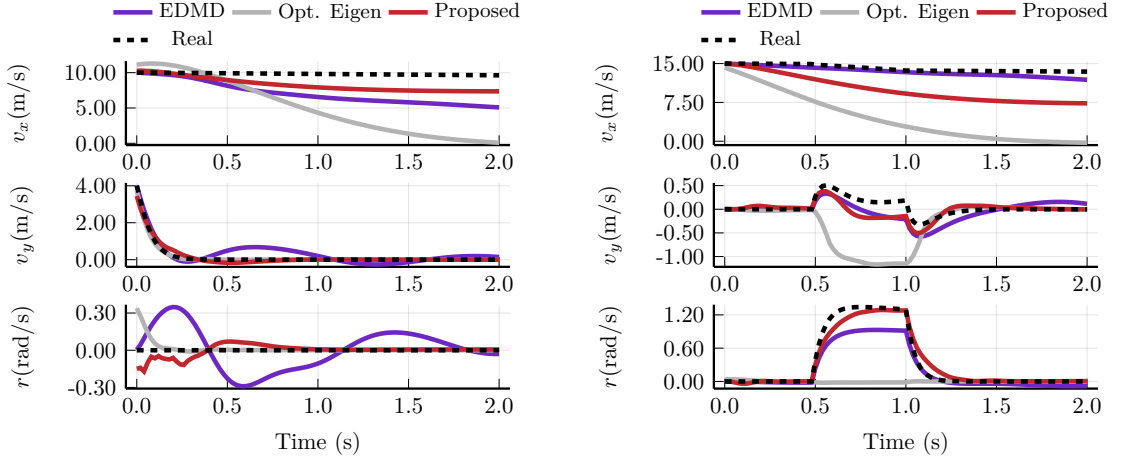 EDMD Opt. Eigen Proposed
Real
10.00
5.00
0.00
v_x(m/s)
0.0 0.5 1.0 1.5 2.0
4.00
2.00
0.00
v_y(m/s)
0.0 0.5 1.0 1.5 2.0
0.30
0.00
-0.30
r(rad/s)
0.0 0.5 1.0 1.5 2.0
Time (s)
EDMD Opt. Eigen Proposed
Real
15.00
7.50
0.00
v_x(m/s)
0.0 0.5 1.0 1.5 2.0
0.50
0.00
-0.50
-1.00
v_y(m/s)
0.0 0.5 1.0 1.5 2.0
1.20
0.60
0.00
r(rad/s)
0.0 0.5 1.0 1.5 2.0
Time (s)